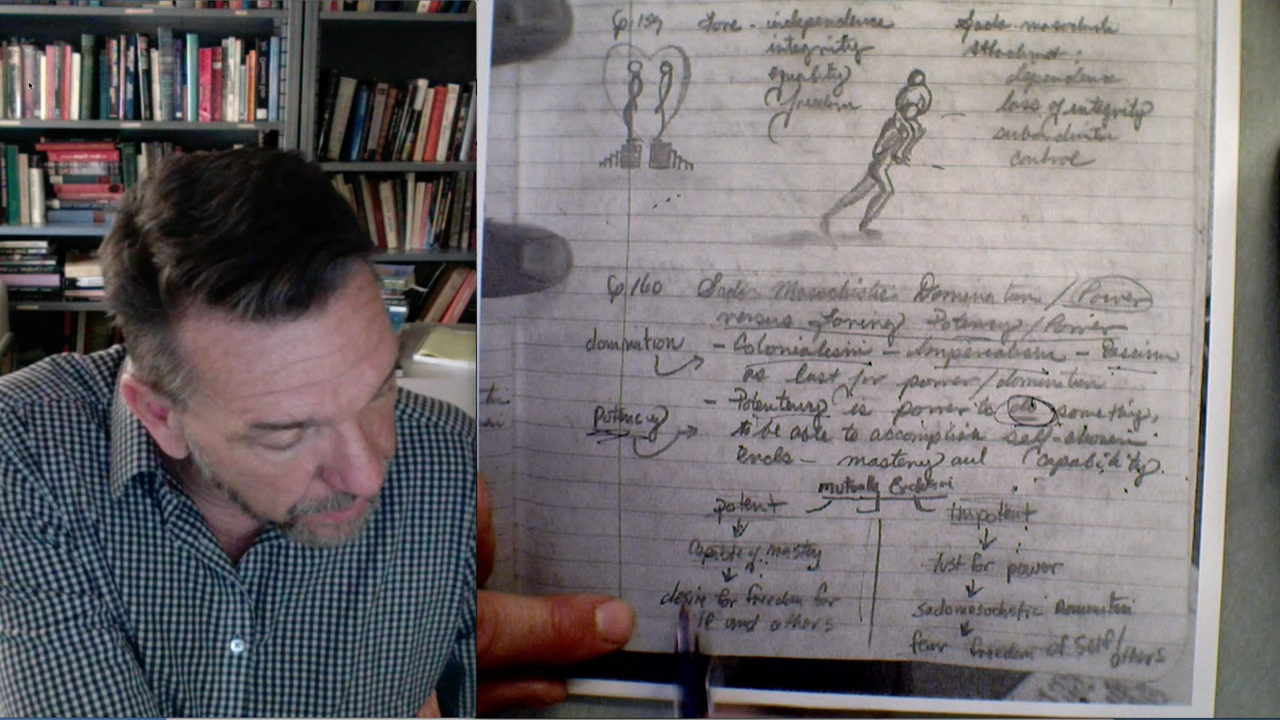 p 159 Love - independence
integrity
equality
freedom
Sado-masochistic
Attachment:
dependence
loss of integrity
subordination
control
p 160 Sado-Masochistic Domination / Power
versus Loving Potency / Power
domination - Colonialism - Imperialism - Fascism
as lust for power/domination
potency - Potency is power to do something,
to be able to accomplish self-chosen
ends - mastery and capability.
mutually Exclusive
potent
capable of mastery
desire for freedom for
and others
impotent
lust for power
sadomasochistic Domination
fear freedom of self/
others